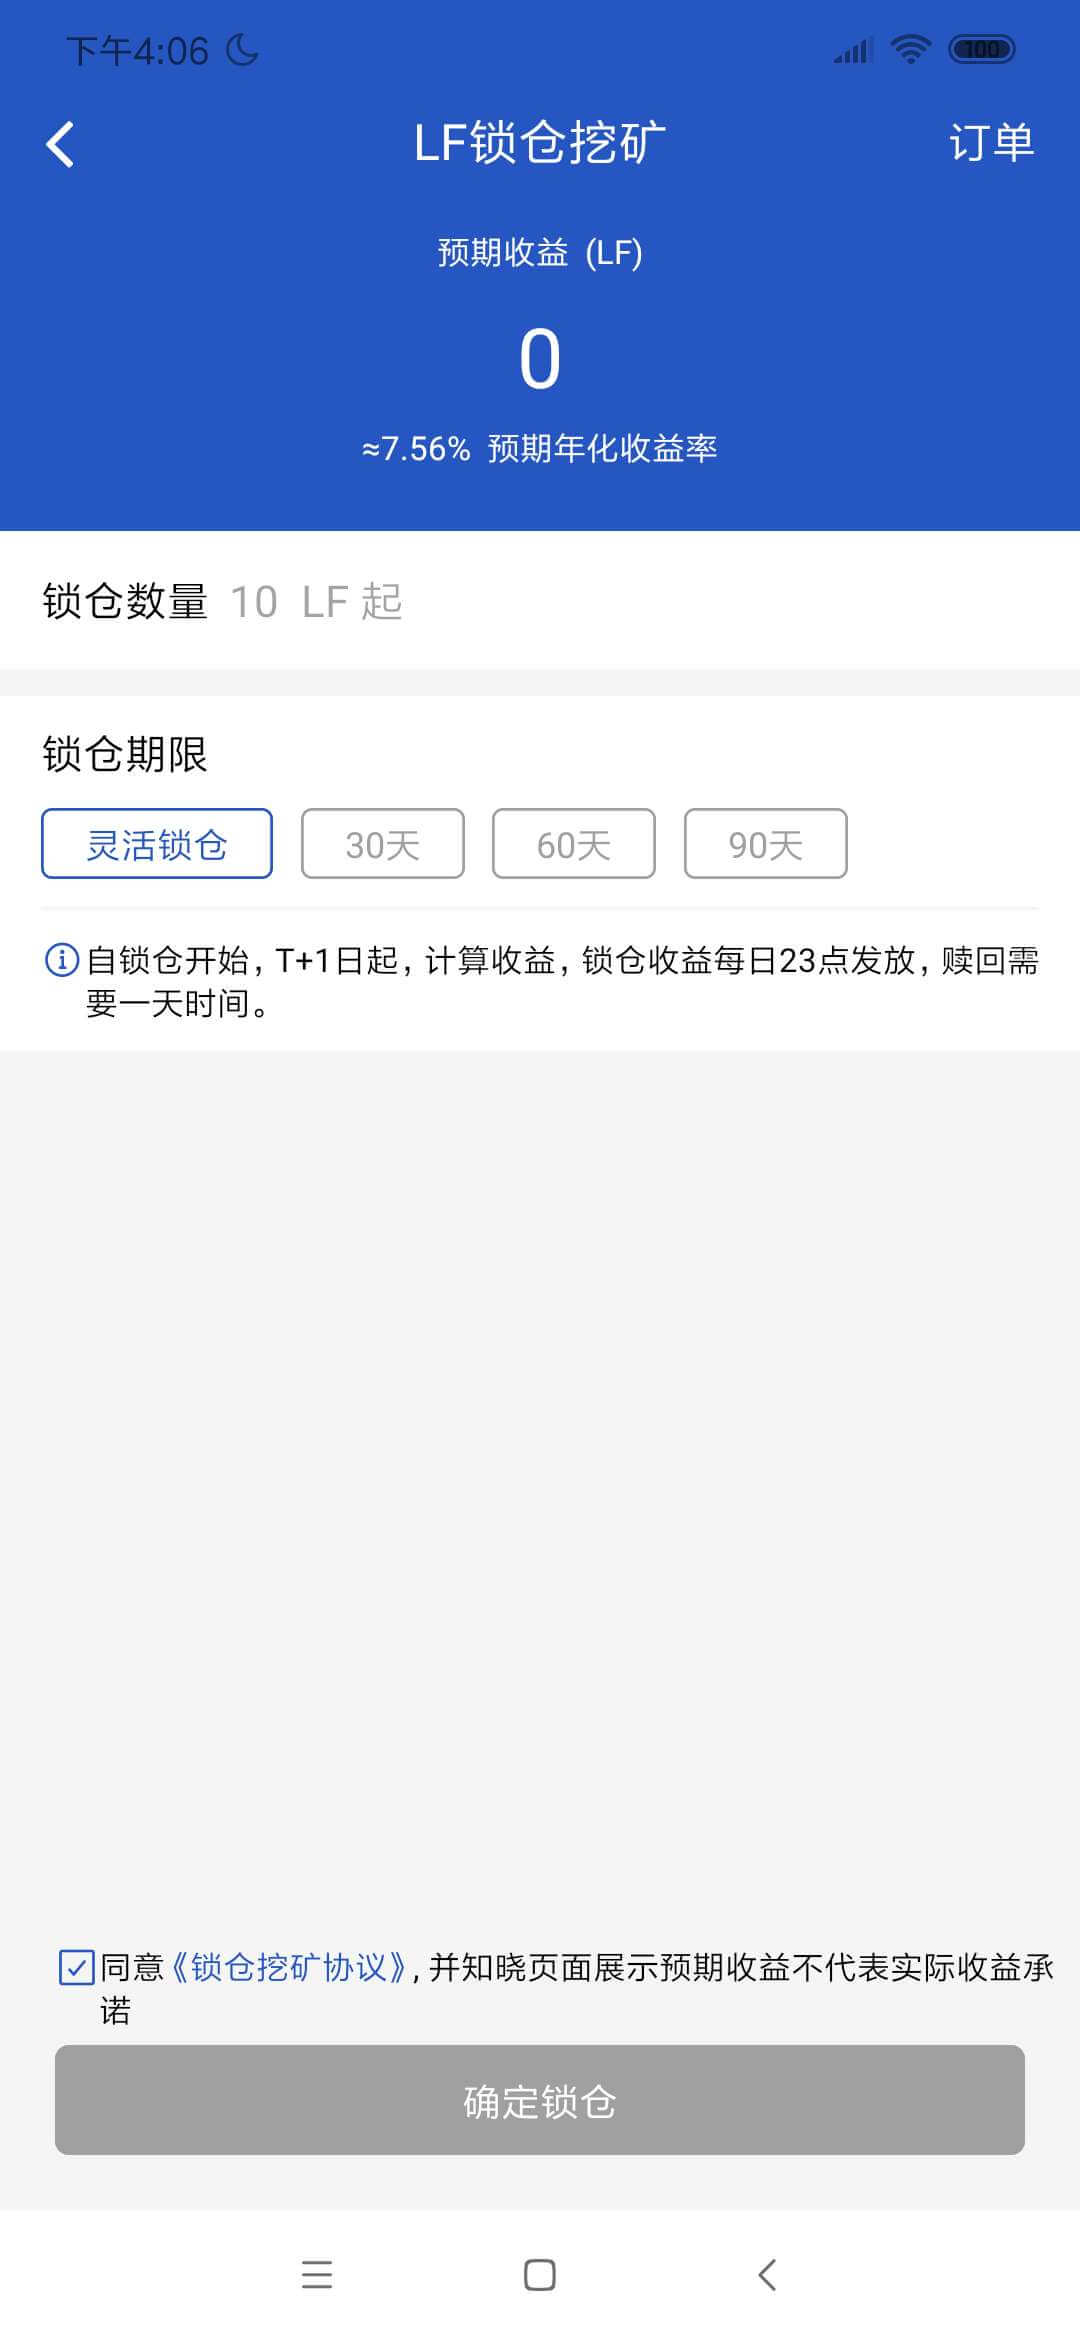 下午4:06
100
LF锁仓挖矿
订单
预期收益 (LF)
0
≈7.56% 预期年化收益率
锁仓数量 10 LF 起
锁仓期限
灵活锁仓 30天 60天 90天
自锁仓开始，T+1日起，计算收益，锁仓收益每日23点发放，赎回需
要一天时间。
同意《锁仓挖矿协议》，并知晓页面展示预期收益不代表实际收益承
诺
确定锁仓